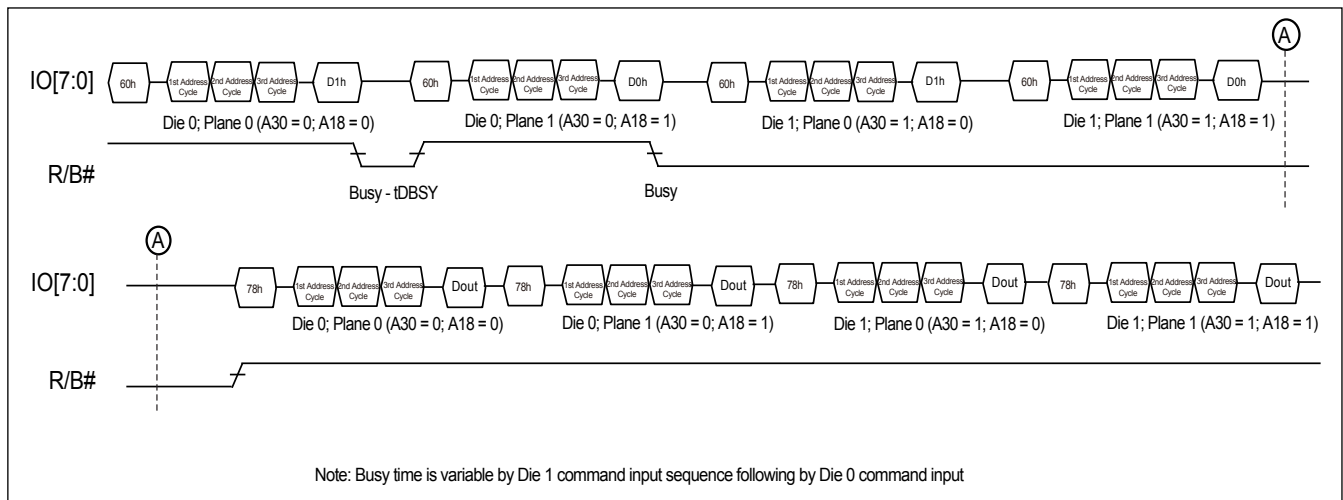 A
IO[7:0] 60h 1st Address Cycle 2nd Address Cycle 3rd Address Cycle D1h 60h 1st Address Cycle 2nd Address Cycle 3rd Address Cycle D0h 60h 1st Address Cycle 2nd Address Cycle 3rd Address Cycle D1h 60h 1st Address Cycle 2nd Address Cycle 3rd Address Cycle D0h
Die 0; Plane 0 (A30 = 0; A18 = 0) Die 0; Plane 1 (A30 = 0; A18 = 1) Die 1; Plane 0 (A30 = 1; A18 = 0) Die 1; Plane 1 (A30 = 1; A18 = 1)
R/B#
Busy - tDBSY Busy
A
IO[7:0] 78h 1st Address Cycle 2nd Address Cycle 3rd Address Cycle Dout 78h 1st Address Cycle 2nd Address Cycle 3rd Address Cycle Dout 78h 1st Address Cycle 2nd Address Cycle 3rd Address Cycle Dout 78h 1st Address Cycle 2nd Address Cycle 3rd Address Cycle Dout
Die 0; Plane 0 (A30 = 0; A18 = 0) Die 0; Plane 1 (A30 = 0; A18 = 1) Die 1; Plane 0 (A30 = 1; A18 = 0) Die 1; Plane 1 (A30 = 1; A18 = 1)
R/B#
Note: Busy time is variable by Die 1 command input sequence following by Die 0 command input